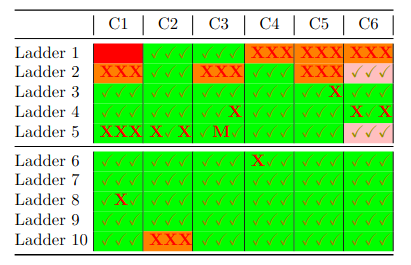 C1 C2 C3 C4 C5 C6
Ladder 1 ✓✓✓ ✓✓✓ XXX XXX XXX
Ladder 2 XXX ✓✓✓ XXX ✓✓✓ XXX ✓✓✓
Ladder 3 ✓✓✓ ✓✓✓ ✓✓✓ ✓✓✓ ✓✓X ✓✓✓
Ladder 4 ✓✓✓ ✓✓✓ ✓✓X ✓✓✓ ✓✓✓ X✓X
Ladder 5 XXX X✓X ✓M✓ ✓✓✓ ✓✓✓ ✓✓✓
Ladder 6 ✓✓✓ ✓✓✓ ✓✓✓ X✓✓ ✓✓✓ ✓✓✓
Ladder 7 ✓✓✓ ✓✓✓ ✓✓✓ ✓✓✓ ✓✓✓ ✓✓✓
Ladder 8 ✓X✓ ✓✓✓ ✓✓✓ ✓✓✓ ✓✓✓ ✓✓✓
Ladder 9 ✓✓✓ ✓✓✓ ✓✓✓ ✓✓✓ ✓✓✓ ✓✓✓
Ladder 10 ✓✓✓ XXX ✓✓✓ ✓✓✓ ✓✓✓ ✓✓✓